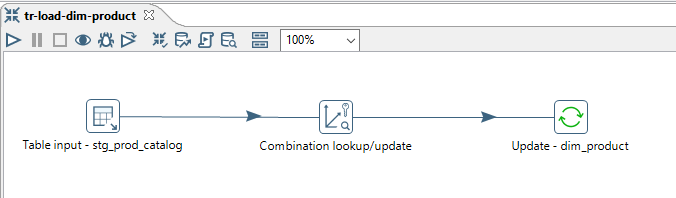 tr-load-dim-product
100%
Table input - stg_prod_catalog
Combination lookup/update
Update - dim_product